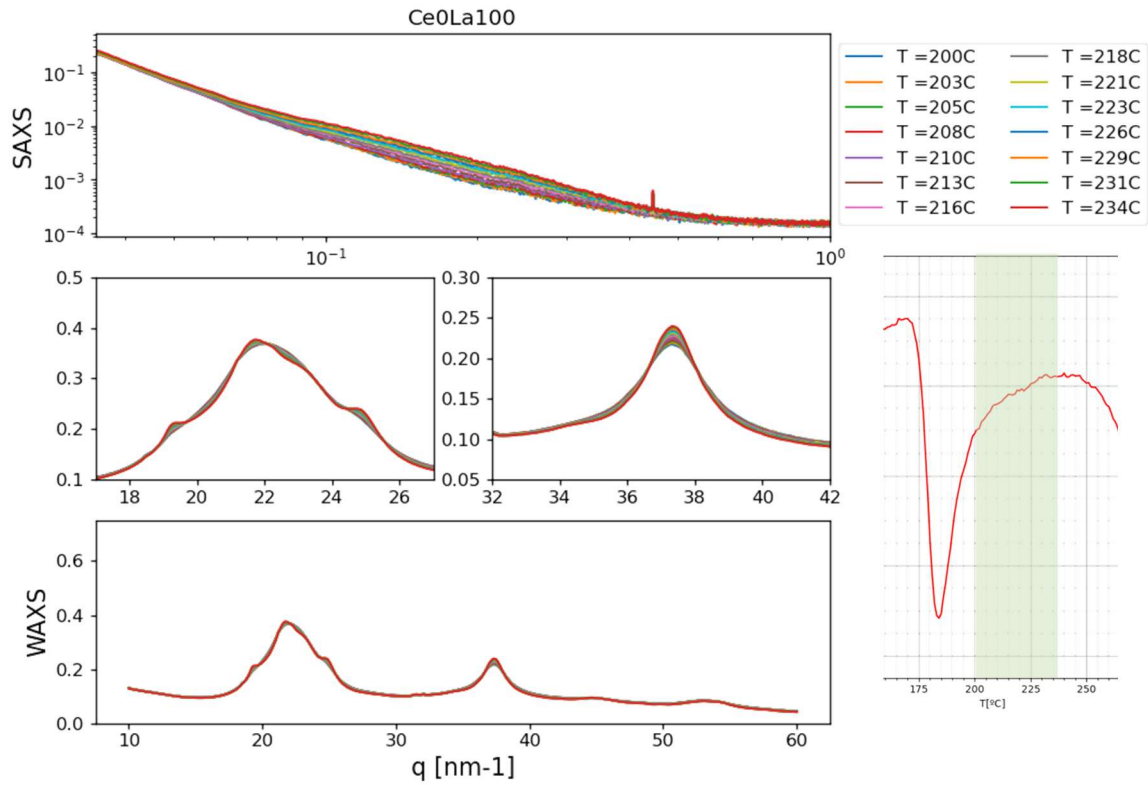 Ce0La100
SAXS
10⁻¹
10⁻²
10⁻³
10⁻⁴
10⁻¹
10⁰
T =200C
T =203C
T =205C
T =208C
T =210C
T =213C
T =216C
T =218C
T =221C
T =223C
T =226C
T =229C
T =231C
T =234C
0.5
0.4
0.3
0.2
0.1
18 20 22 24 26
0.30
0.25
0.20
0.15
0.10
0.05
32 34 36 38 40 42
175 200 225 250
T[ºC]
WAXS
0.6
0.4
0.2
0.0
10 20 30 40 50 60
q [nm-1]